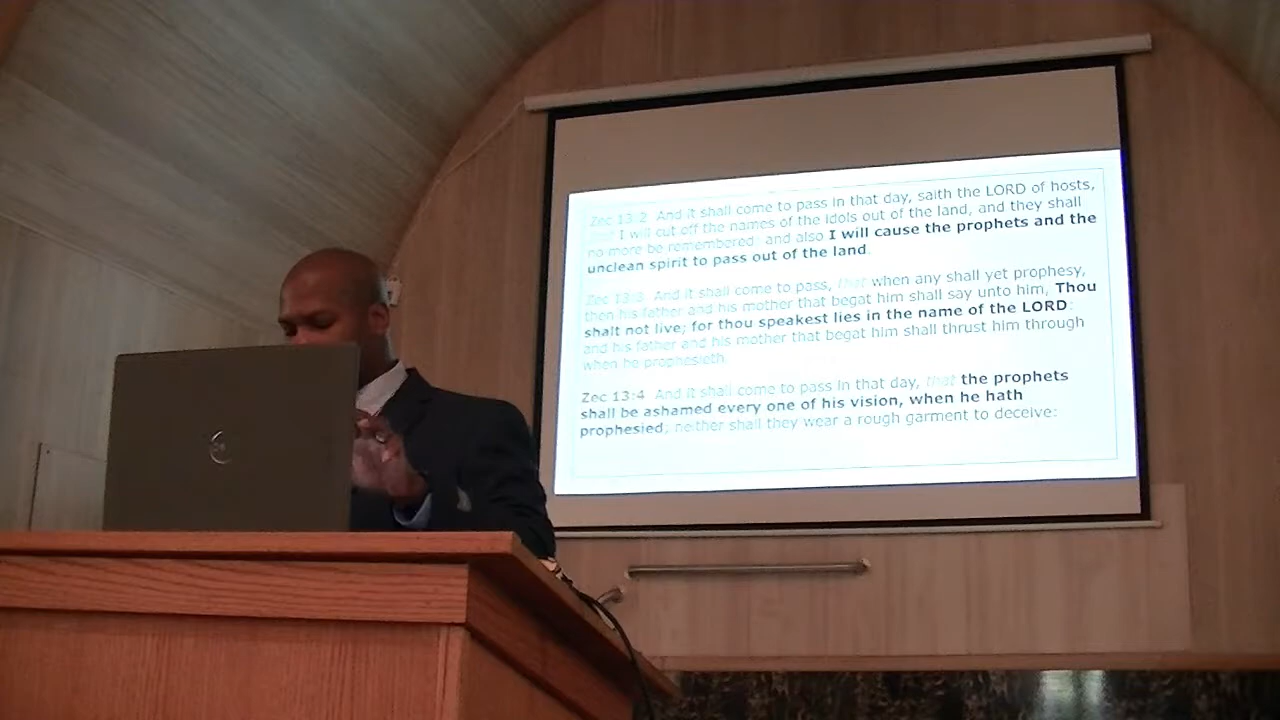 Zec 13:2 And it shall come to pass in that day, saith the LORD of hosts,
that I will cut off the names of the idols out of the land, and they shall
no more be remembered: and also I will cause the prophets and the
unclean spirit to pass out of the land.
Zec 13:3 And it shall come to pass, that when any shall yet prophesy,
then his father and his mother that begat him shall say unto him, Thou
shalt not live; for thou speakest lies in the name of the LORD:
and his father and his mother that begat him shall thrust him through
when he prophesieth.
Zec 13:4 And it shall come to pass in that day, that the prophets
shall be ashamed every one of his vision, when he hath
prophesied; neither shall they wear a rough garment to deceive: